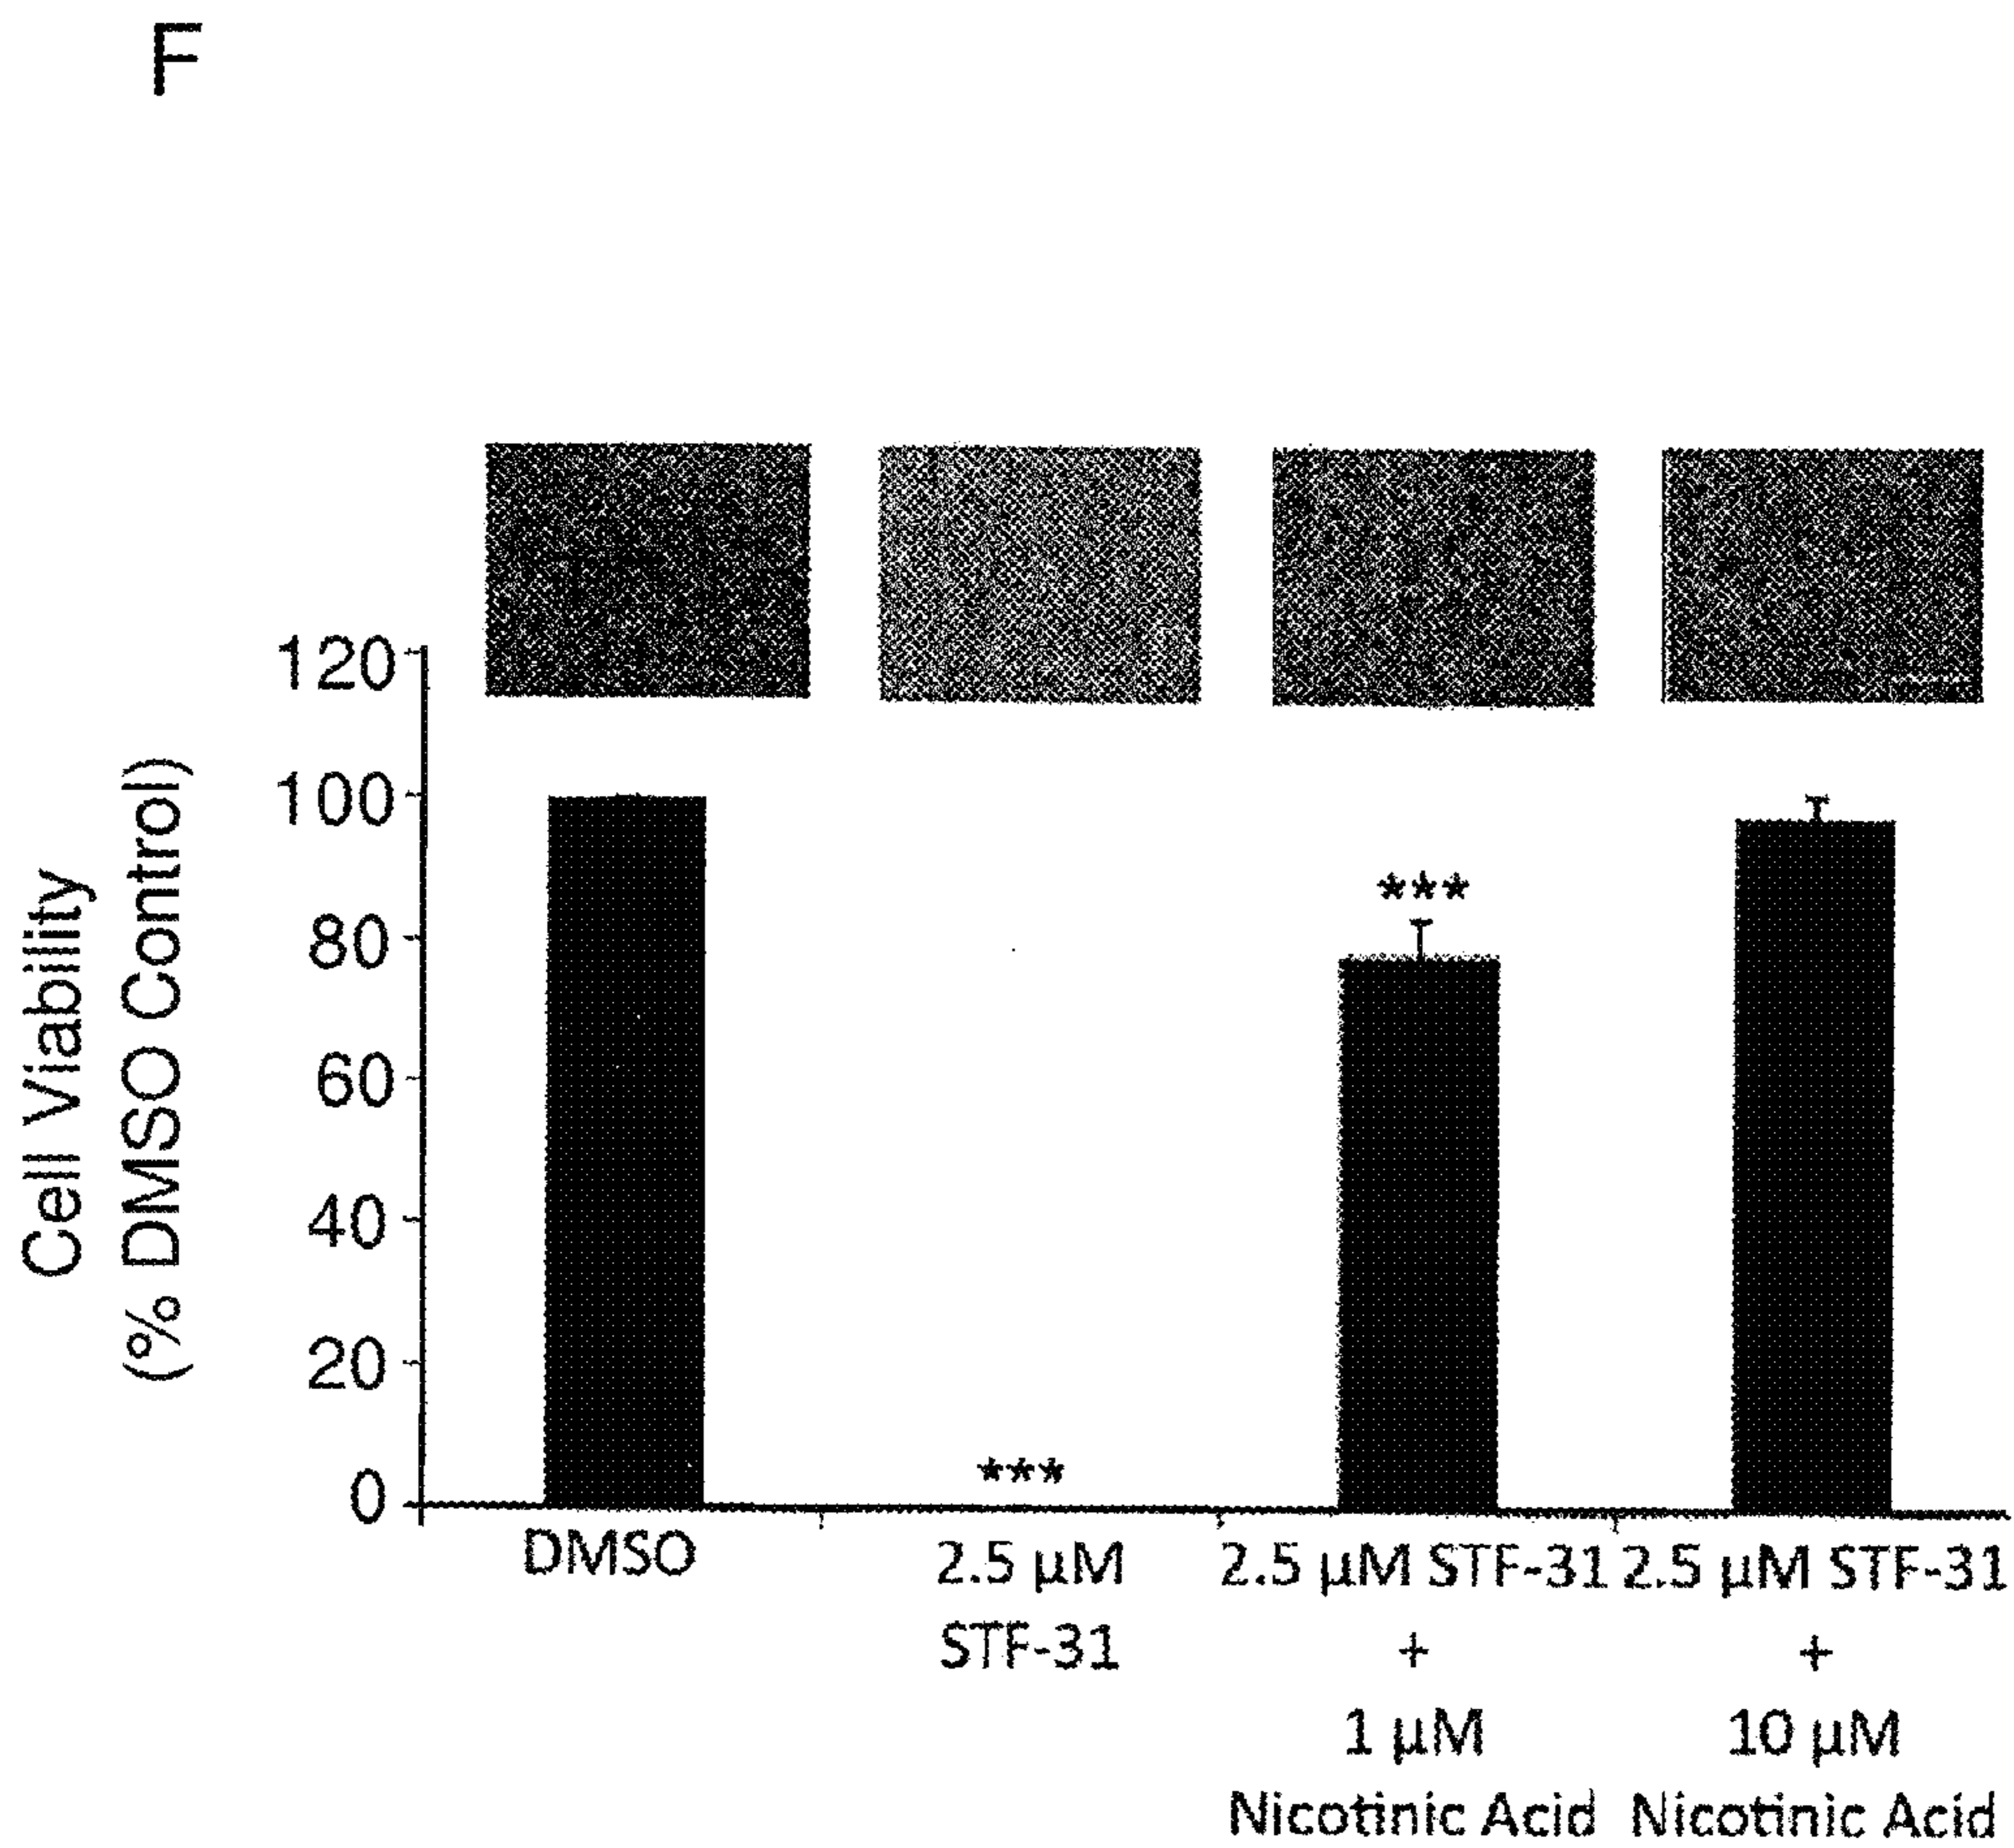 F
120
100
80
60
40
20
0
Cell Viability
(% DMSO Control)
***
***
DMSO
2.5 µM
STF-31
2.5 µM STF-31
+
1 µM
Nicotinic Acid
2.5 µM STF-31
+
10 µM
Nicotinic Acid